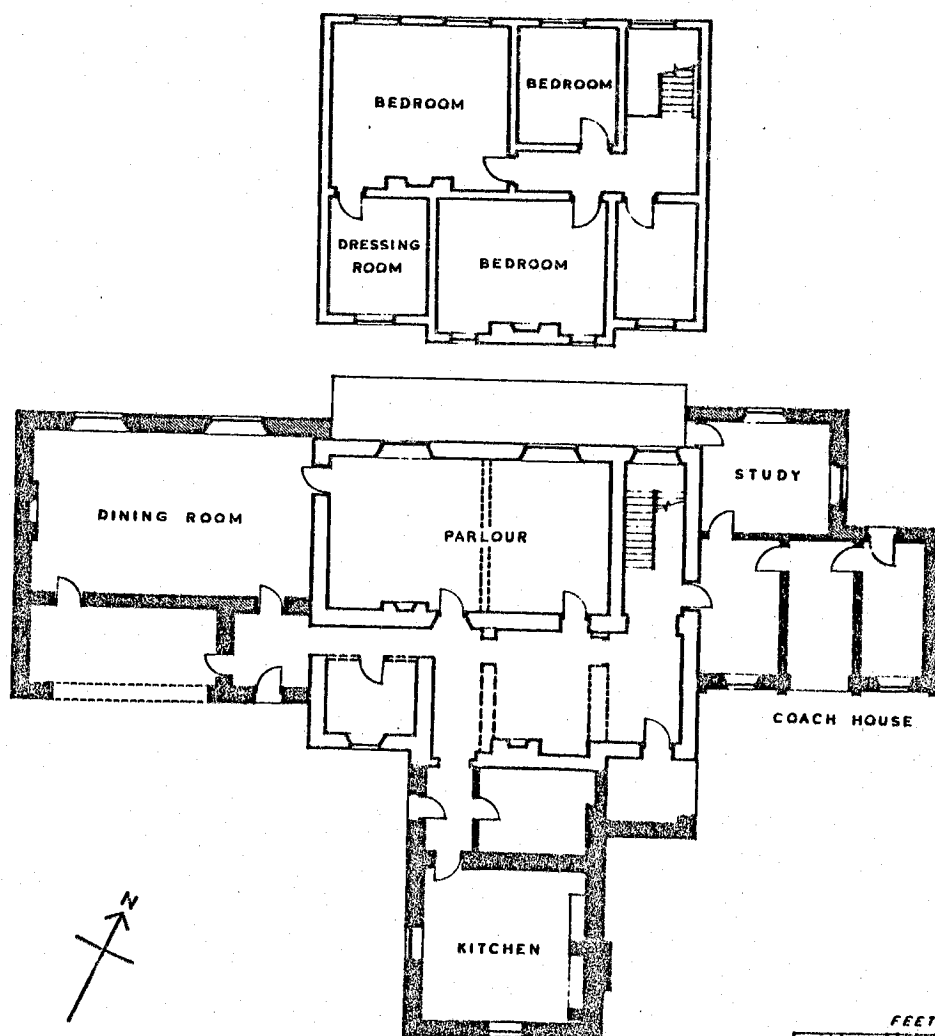 BEDROOM
BEDROOM
DRESSING
ROOM
BEDROOM
DINING ROOM
PARLOUR
STUDY
COACH HOUSE
KITCHEN
N
FEET